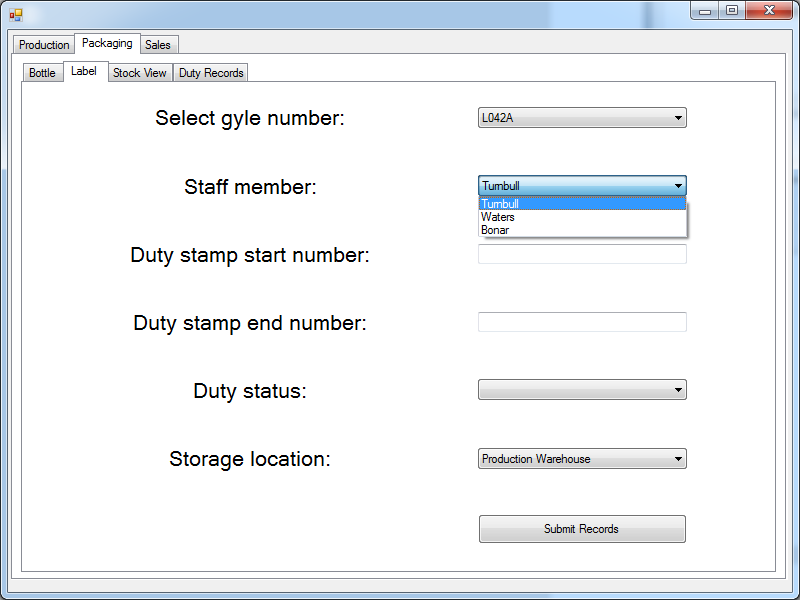 Production Packaging Sales
Bottle Label Stock View Duty Records
Select gyle number: L042A
Staff member: Turnbull
Turnbull
Waters
Bonar
Duty stamp start number:
Duty stamp end number:
Duty status:
Storage location: Production Warehouse
Submit Records